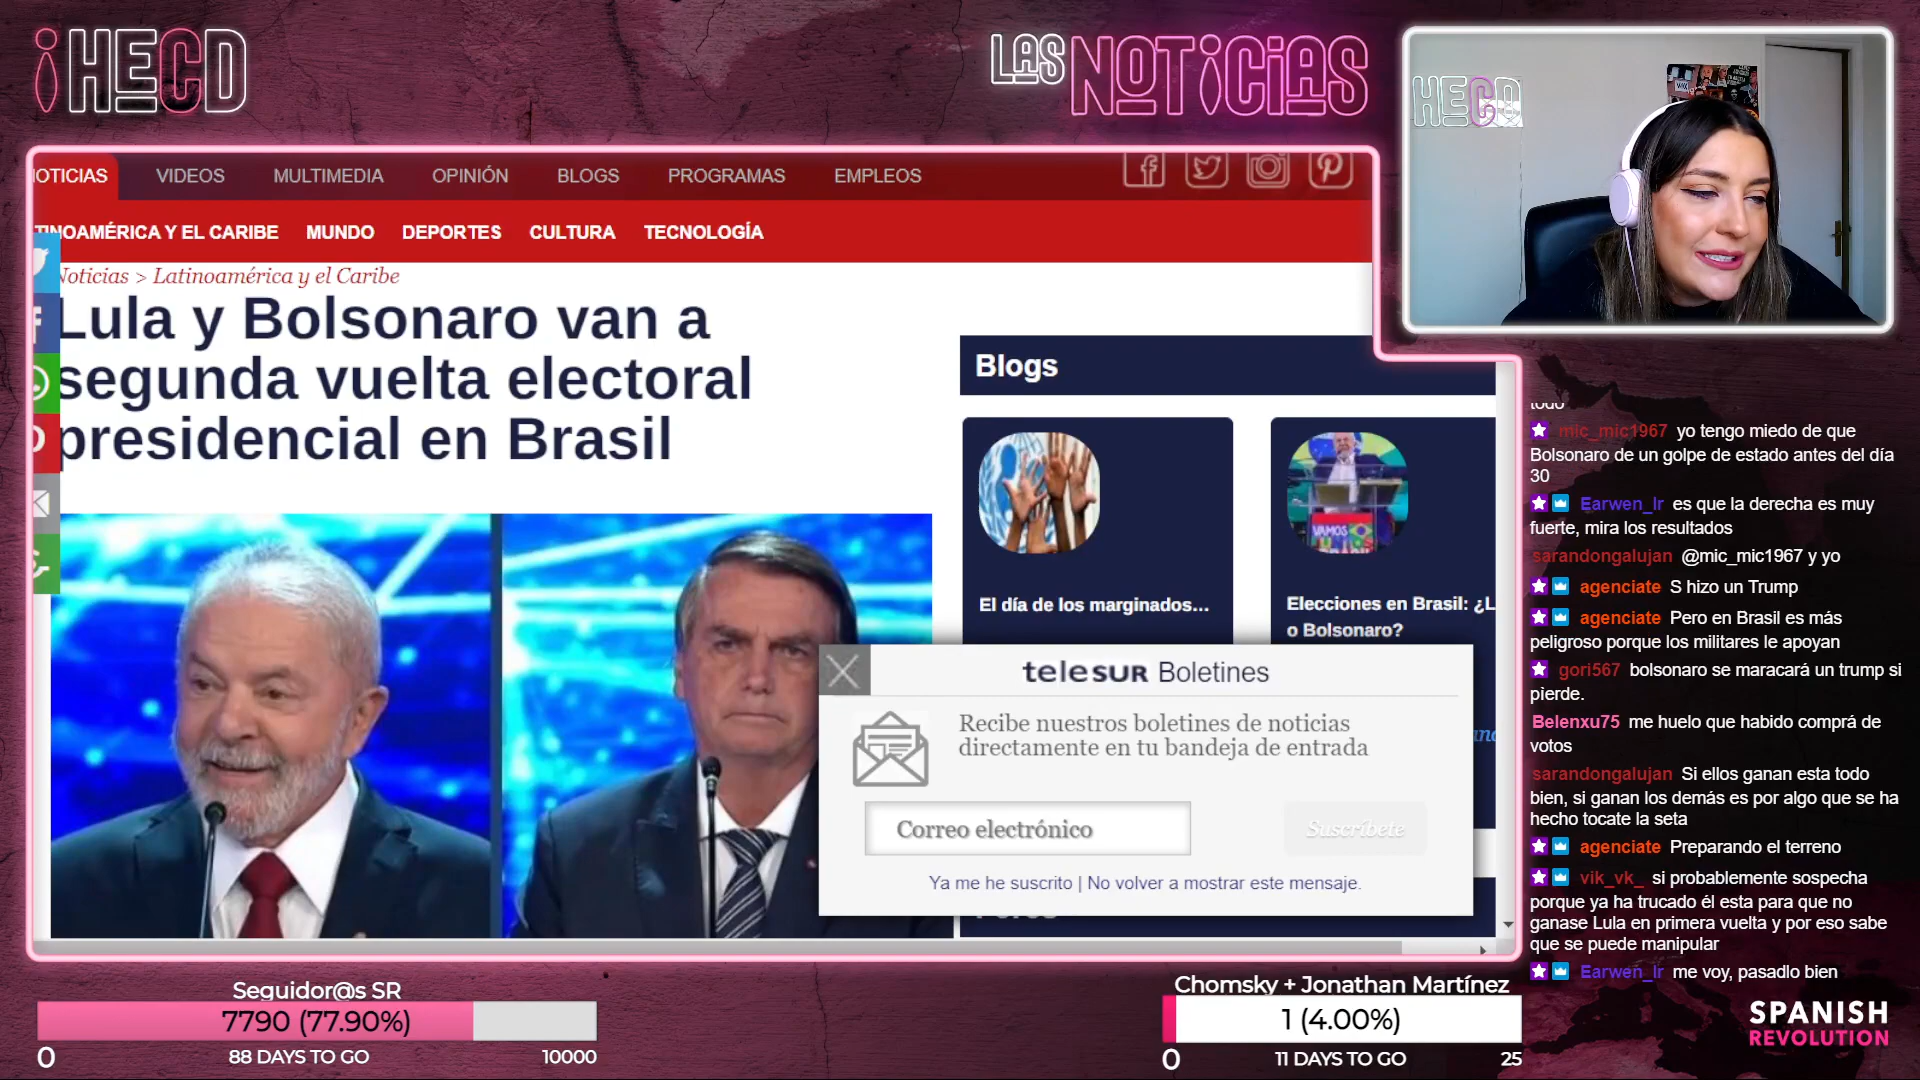 ¡HECD
LAS NOTICIAS
HECD
NOTICIAS VIDEOS MULTIMEDIA OPINIÓN BLOGS PROGRAMAS EMPLEOS
TINOAMÉRICA Y EL CARIBE MUNDO DEPORTES CULTURA TECNOLOGÍA
Noticias > Latinoamérica y el Caribe
Lula y Bolsonaro van a
segunda vuelta electoral
presidencial en Brasil
Blogs
El día de los marginados...
VAMOS
Elecciones en Brasil: ¿L
o Bolsonaro?
teleSUR Boletines
Recibe nuestros boletines de noticias
directamente en tu bandeja de entrada
Correo electrónico
Suscríbete
Ya me he suscrito | No volver a mostrar este mensaje.
todo
mic_mic1967 yo tengo miedo de que
Bolsonaro de un golpe de estado antes del día
30
Earwen_lr es que la derecha es muy
fuerte, mira los resultados
sarandongalujan @mic_mic1967 y yo
agenciate S hizo un Trump
agenciate Pero en Brasil es más
peligroso porque los militares le apoyan
gori567 bolsonaro se maracará un trump si
pierde.
Belenxu75 me huelo que habido comprá de
votos
sarandongalujan Si ellos ganan esta todo
bien, si ganan los demás es por algo que se ha
hecho tocate la seta
agenciate Preparando el terreno
vik_vk_ si probablemente sospecha
porque ya ha trucado él esta para que no
ganase Lula en primera vuelta y por eso sabe
que se puede manipular
Earwen_lr me voy, pasadlo bien
Seguidor@s SR
7790 (77.90%)
0 88 DAYS TO GO 10000
Chomsky + Jonathan Martínez
1 (4.00%)
0 11 DAYS TO GO 25
SPANISH
REVOLUTION